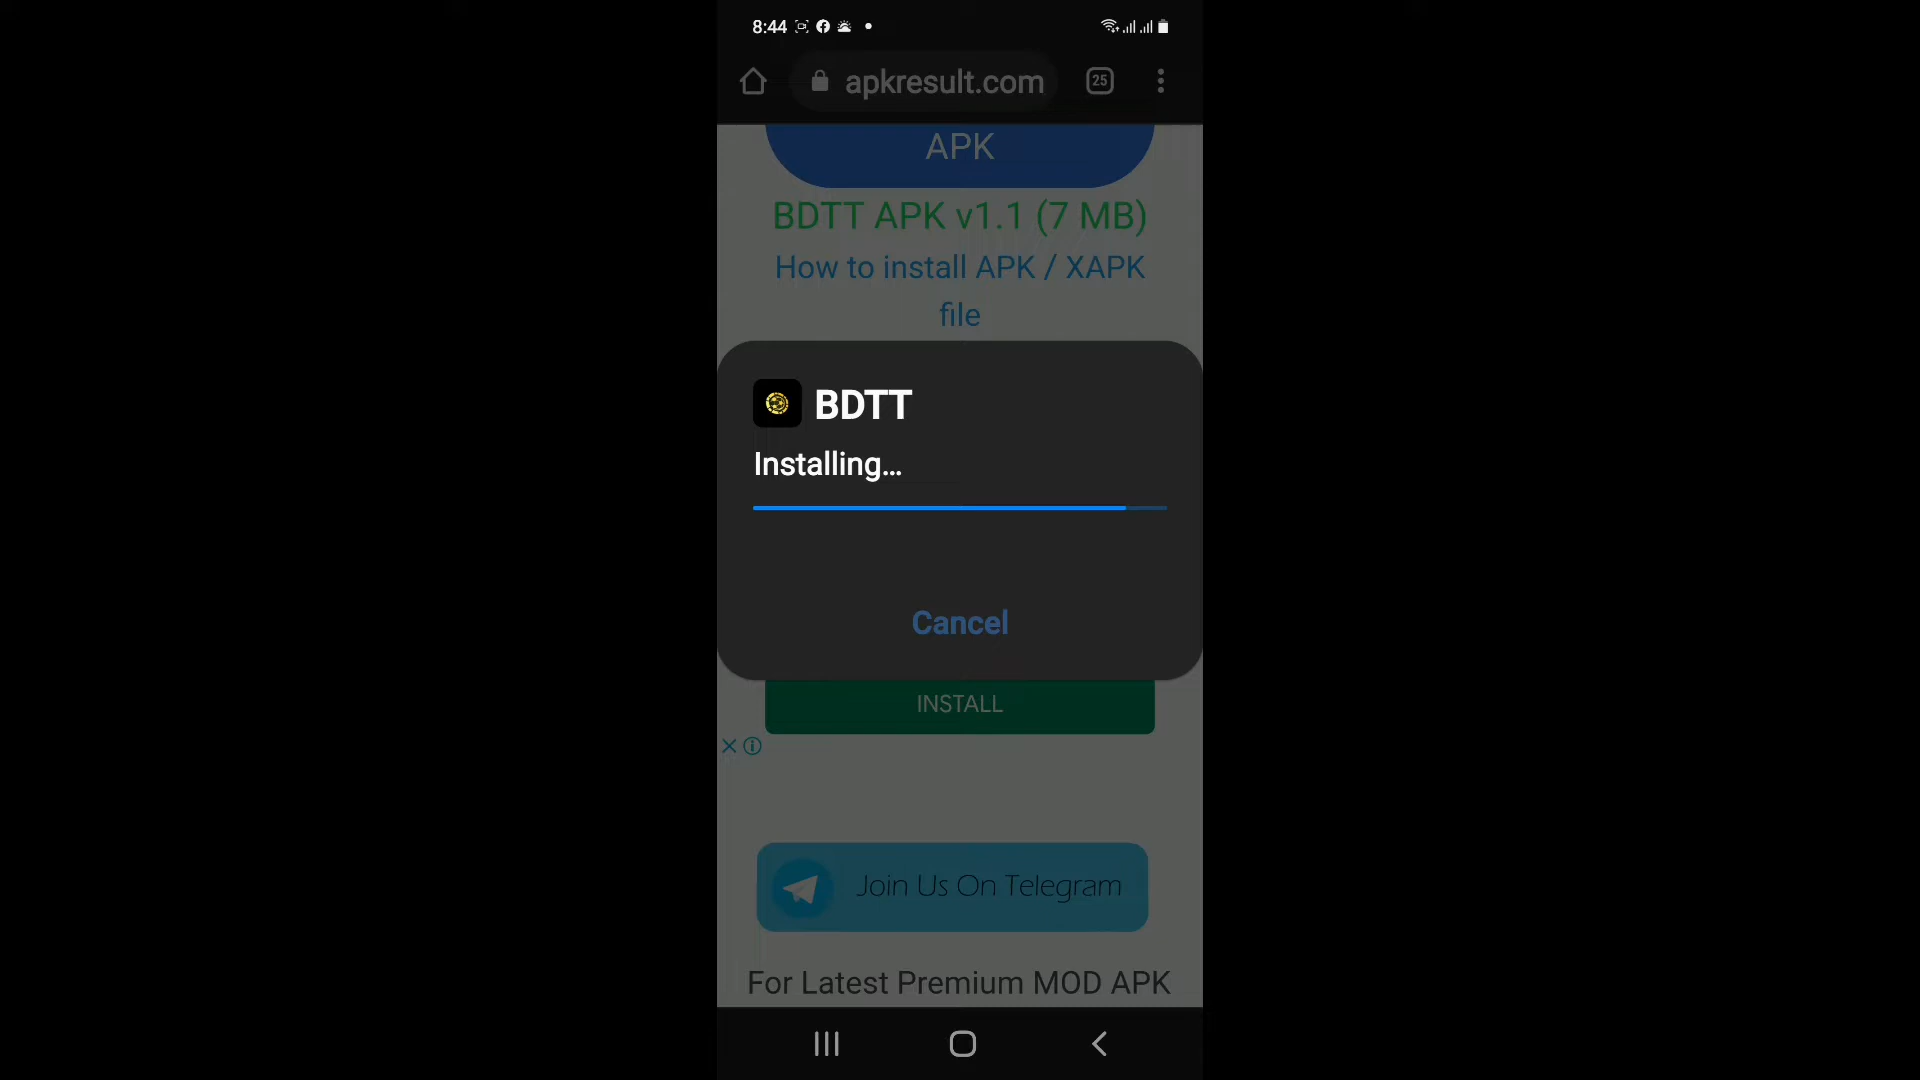 8:44
apkresult.com
25
APK
BDTT APK v1.1 (7 MB)
How to install APK / XAPK
file
BDTT
Installing...
Cancel
INSTALL
Join Us On Telegram
For Latest Premium MOD APK